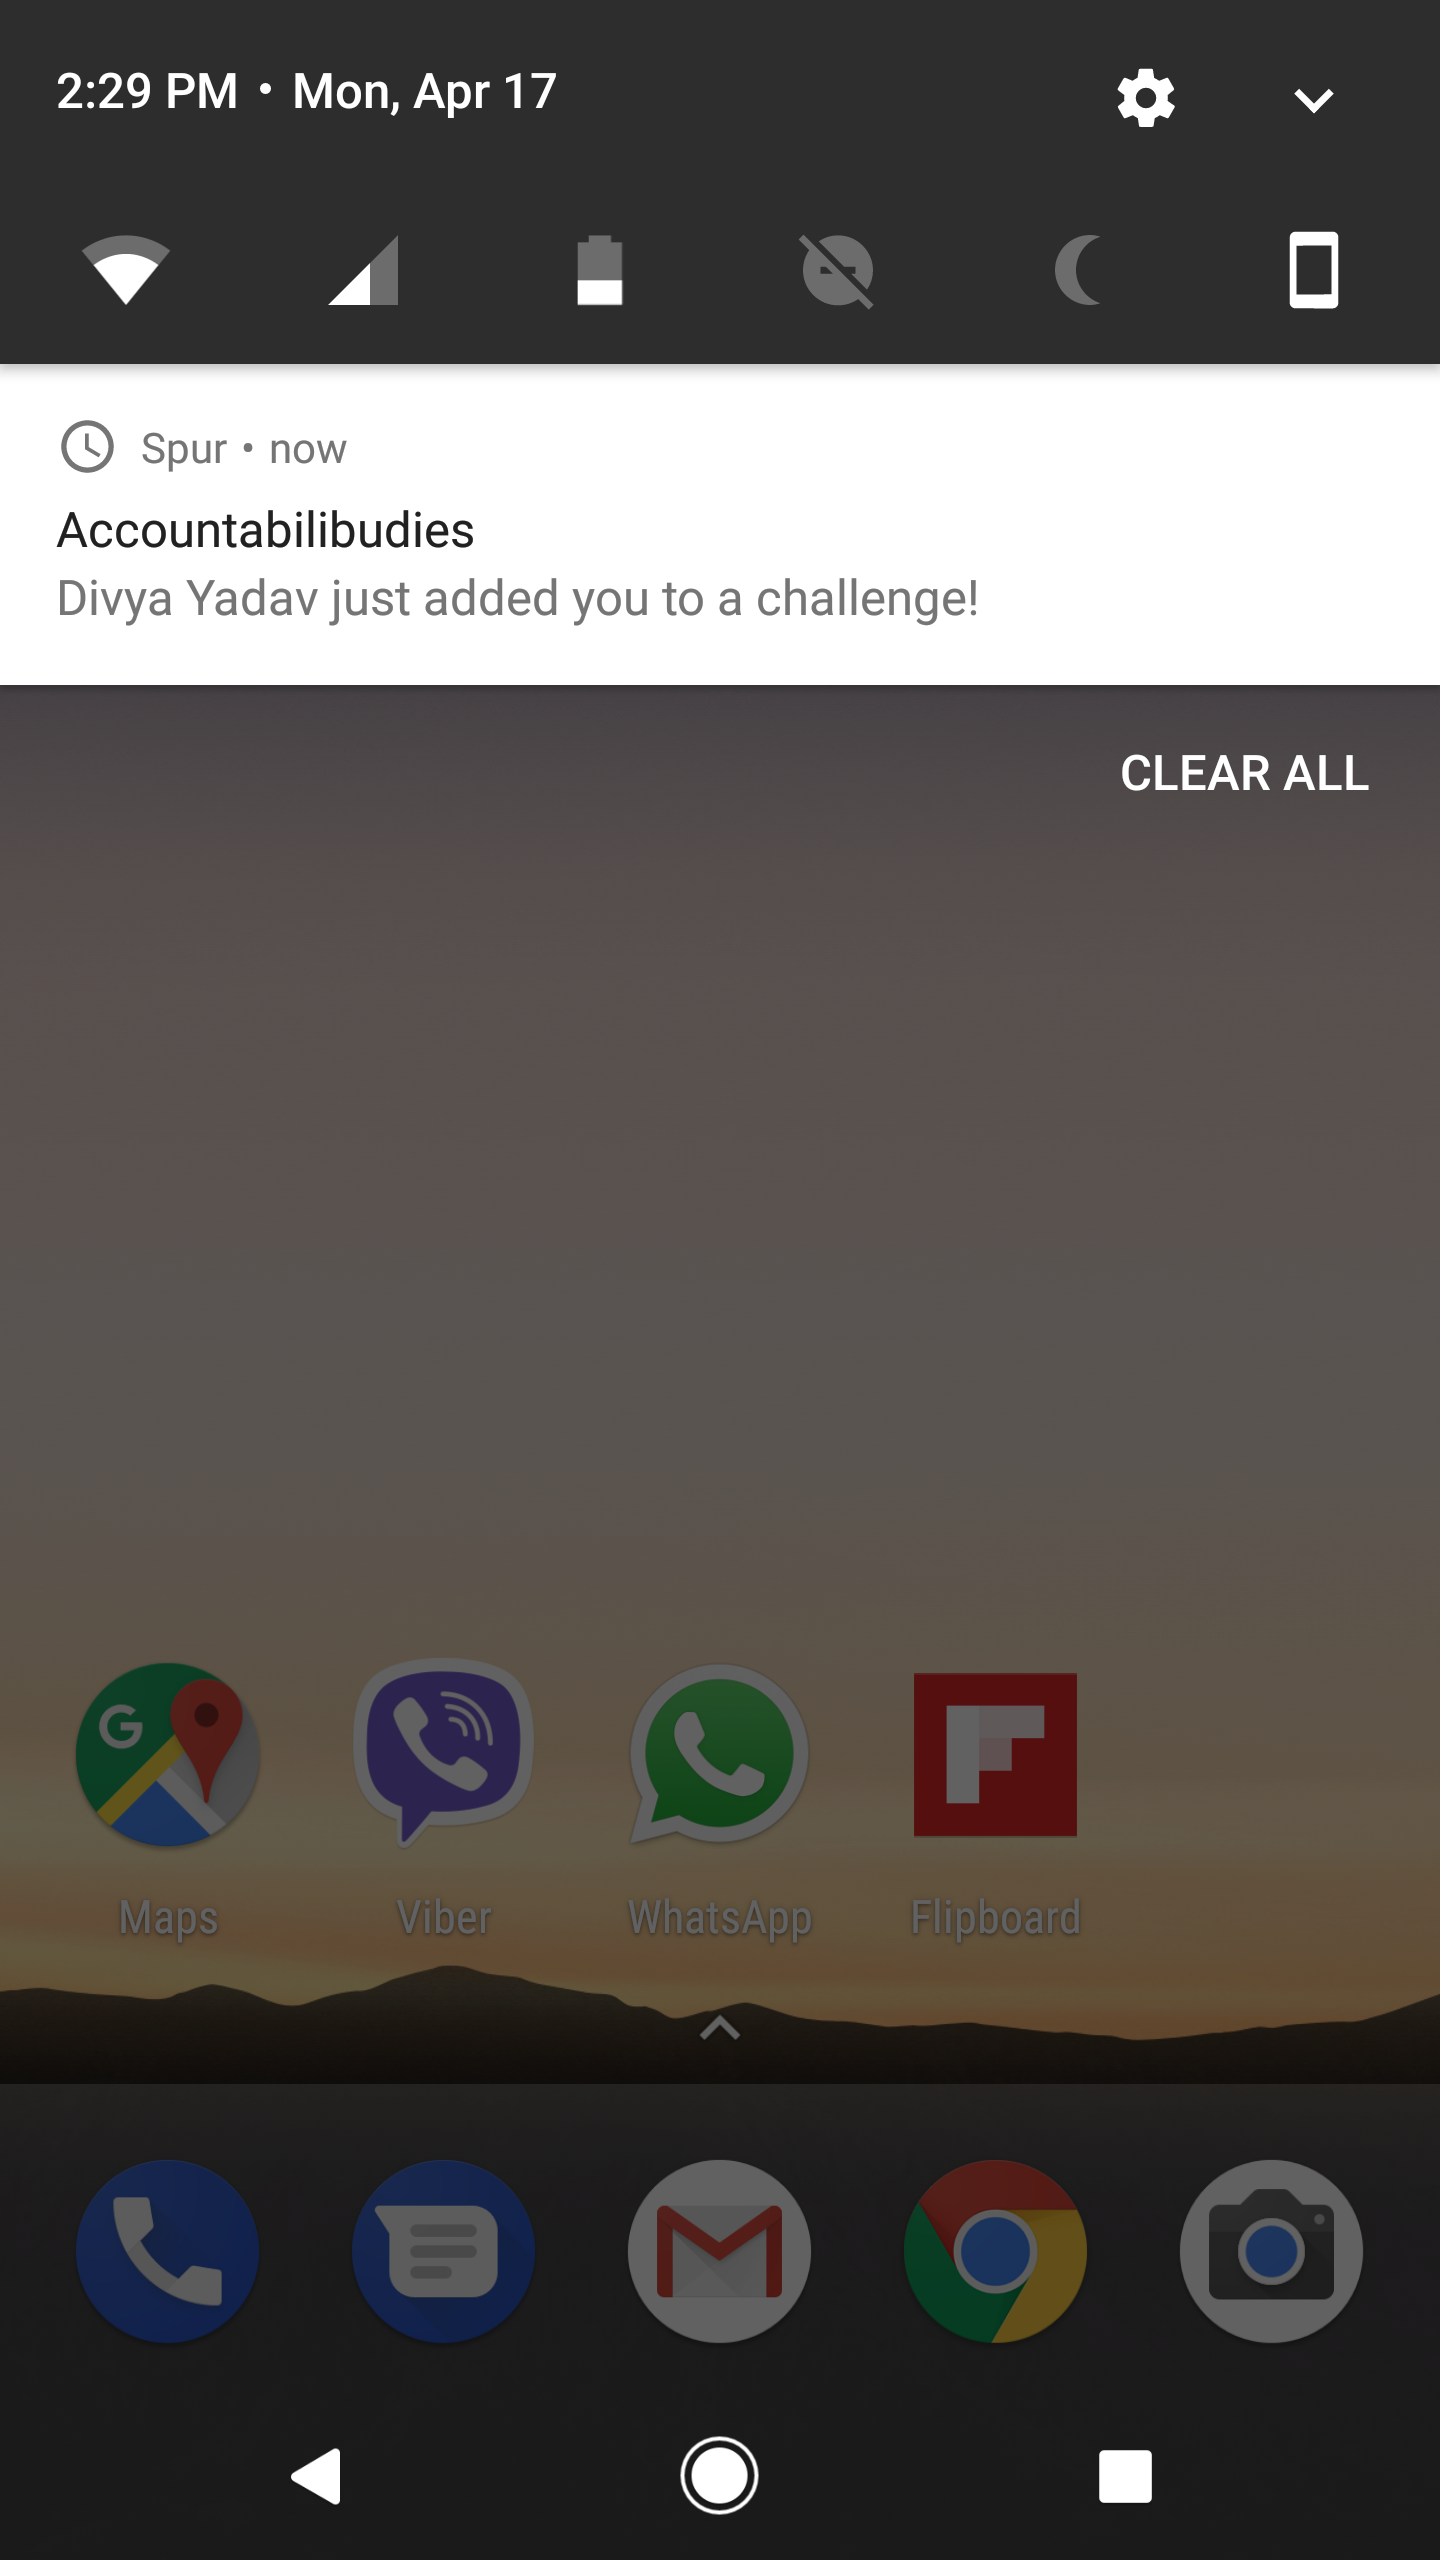 2:29 PM • Mon, Apr 17
Spur • now
Accountabilibudies
Divya Yadav just added you to a challenge!
CLEAR ALL
G
Maps Viber WhatsApp Flipboard